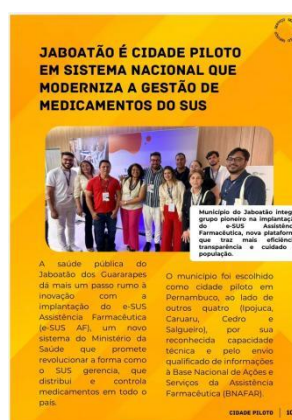 JABOATÃO É CIDADE PILOTO
EM SISTEMA NACIONAL QUE
MODERNIZA A GESTÃO DE
MEDICAMENTOS DO SUS
Município do Jaboatão integ
grupo pioneiro na implantaç
do e-SUS Assistênc
Farmacêutica, nova plataform
que traz mais eficiênc
transparência e cuidado
população.
A saúde pública do
Jaboatão dos Guararapes
dá mais um passo rumo à
inovação com a
implantação do e-SUS
Assistência Farmacêutica
(e-SUS AF), um novo
sistema do Ministério da
Saúde que promete
revolucionar a forma como
o SUS gerencia, que
distribui e controla
medicamentos em todo o
país.
O município foi escolhido
como cidade piloto em
Pernambuco, ao lado de
outros quatro (Ipojuca,
Caruaru, Cedro e
Salgueiro), por sua
reconhecida capacidade
técnica e pelo envio
qualificado de informações
à Base Nacional de Ações e
Serviços da Assistência
Farmacêutica (BNAFAR).
CIDADE PILOTO